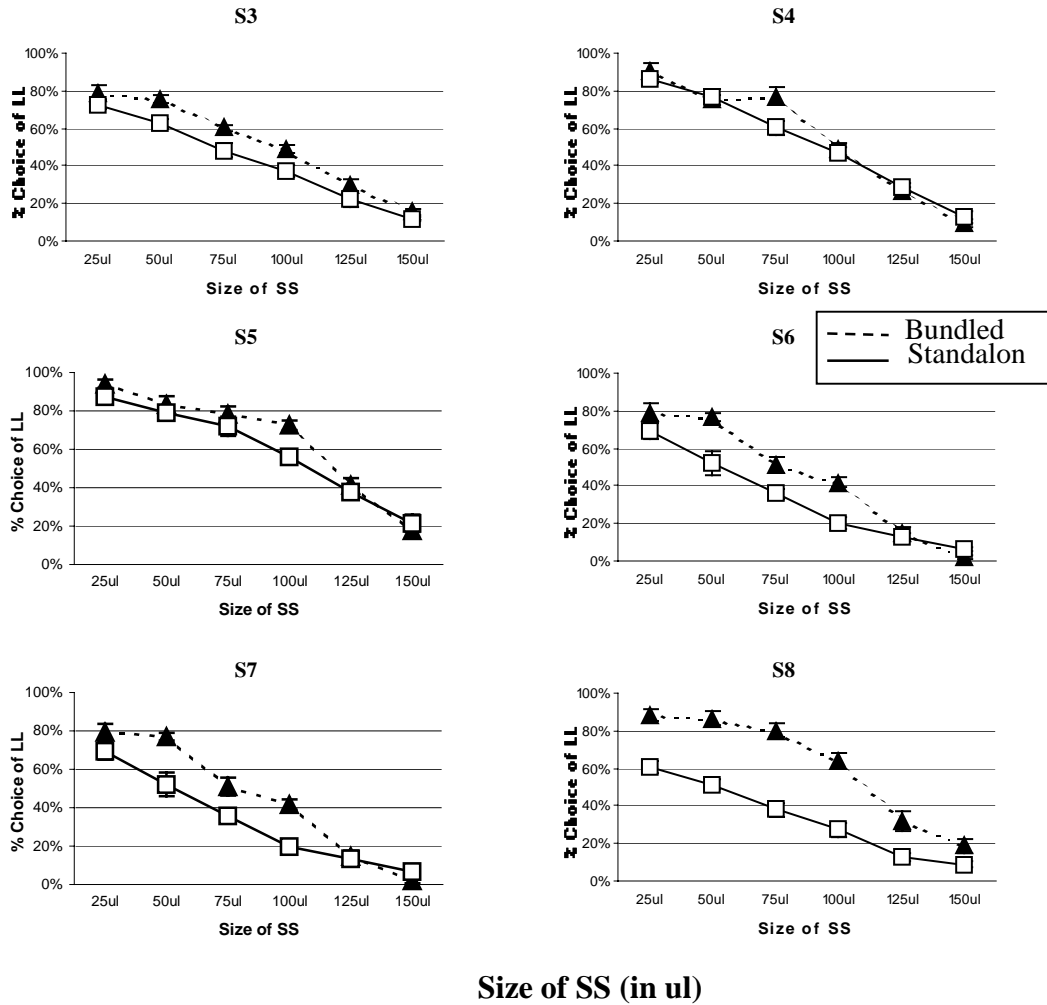 S3
100%
80%
60%
40%
20%
0%
% Choice of LL
25ul 50ul 75ul 100ul 125ul 150ul
Size of SS
S4
100%
80%
60%
40%
20%
0%
% Choice of LL
25ul 50ul 75ul 100ul 125ul 150ul
Size of SS
S5
100%
80%
60%
40%
20%
0%
% Choice of LL
25ul 50ul 75ul 100ul 125ul 150ul
Size of SS
S6
Bundled
Standalon
100%
80%
60%
40%
20%
0%
% Choice of LL
25ul 50ul 75ul 100ul 125ul 150ul
Size of SS
S7
100%
80%
60%
40%
20%
0%
% Choice of LL
25ul 50ul 75ul 100ul 125ul 150ul
Size of SS
S8
100%
80%
60%
40%
20%
0%
% Choice of LL
25ul 50ul 75ul 100ul 125ul 150ul
Size of SS
Size of SS (in ul)